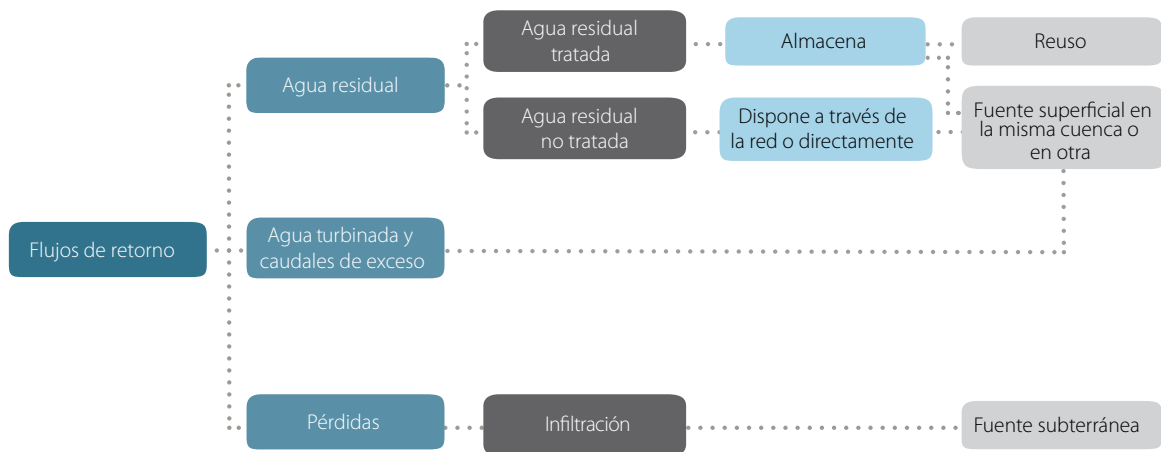 Agua residual
tratada
Almacena
Reuso
Agua residual
Agua residual
no tratada
Dispone a través de
la red o directamente
Fuente superficial en
la misma cuenca o
en otra
Flujos de retorno
Agua turbinada y
caudales de exceso
Pérdidas
Infiltración
Fuente subterránea